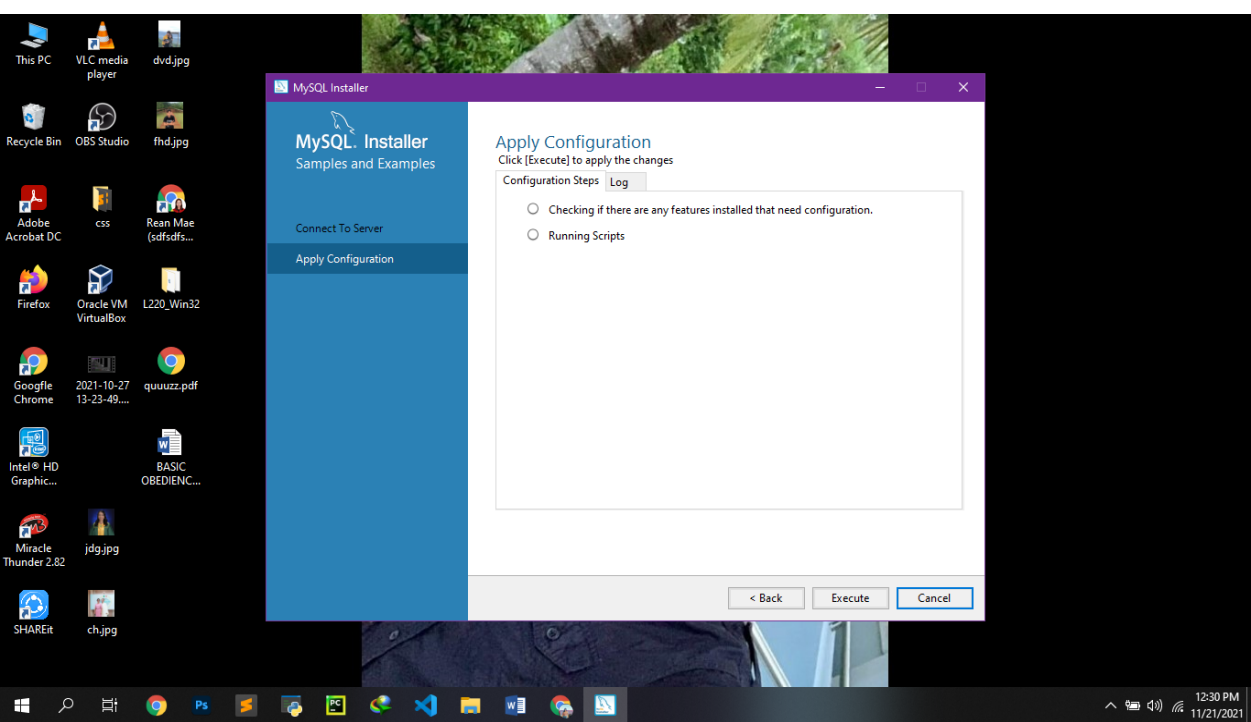 This PC
VLC media
player
dvd.jpg
Recycle Bin
OBS Studio
fhd.jpg
Adobe
Acrobat DC
css
Rean Mae
(sdfsdfs...
Firefox
Oracle VM
VirtualBox
L220_Win32
Googfle
Chrome
2021-10-27
13-23-49....
quuuzz.pdf
Intel® HD
Graphic...
BASIC
OBEDIENC...
Miracle
Thunder 2.82
jdg.jpg
SHAREit
ch.jpg
MySQL Installer
MySQL. Installer
Samples and Examples
Connect To Server
Apply Configuration
Apply Configuration
Click [Execute] to apply the changes
Configuration Steps Log
Checking if there are any features installed that need configuration.
Running Scripts
< Back Execute Cancel
Ps
PC
W
12:30 PM
11/21/2021